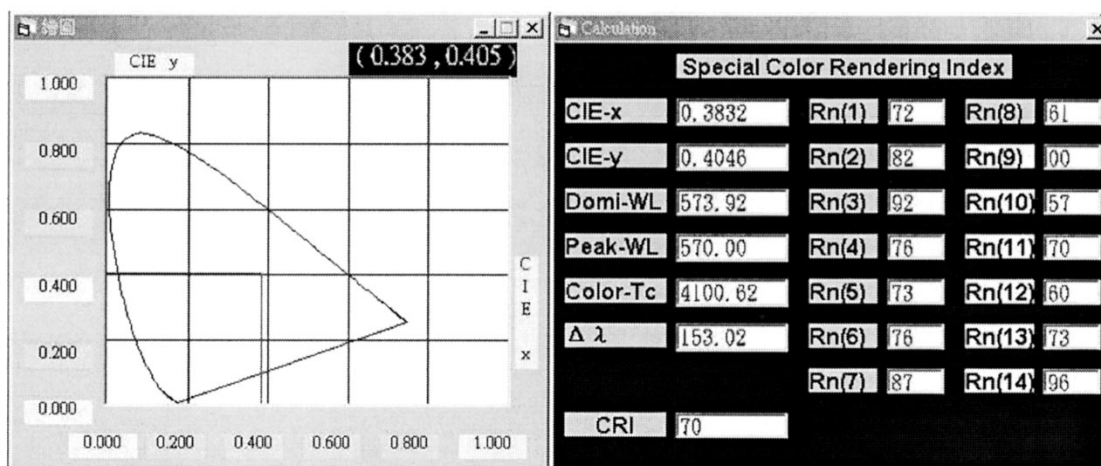 繪圖
CIE y
(0.383,0.405)
1.000
0.800
0.600
0.400
0.200
0.000
C
I
E
x
0.000 0.200 0.400 0.600 0.800 1.000
Calculation
Special Color Rendering Index
CIE-x 0.3832 Rn(1) 72 Rn(8) 61
CIE-y 0.4046 Rn(2) 82 Rn(9) 00
Domi-WL 573.92 Rn(3) 92 Rn(10) 57
Peak-WL 570.00 Rn(4) 76 Rn(11) 70
Color-Tc 4100.62 Rn(5) 73 Rn(12) 60
Δ λ 153.02 Rn(6) 76 Rn(13) 73
Rn(7) 87 Rn(14) 96
CRI 70